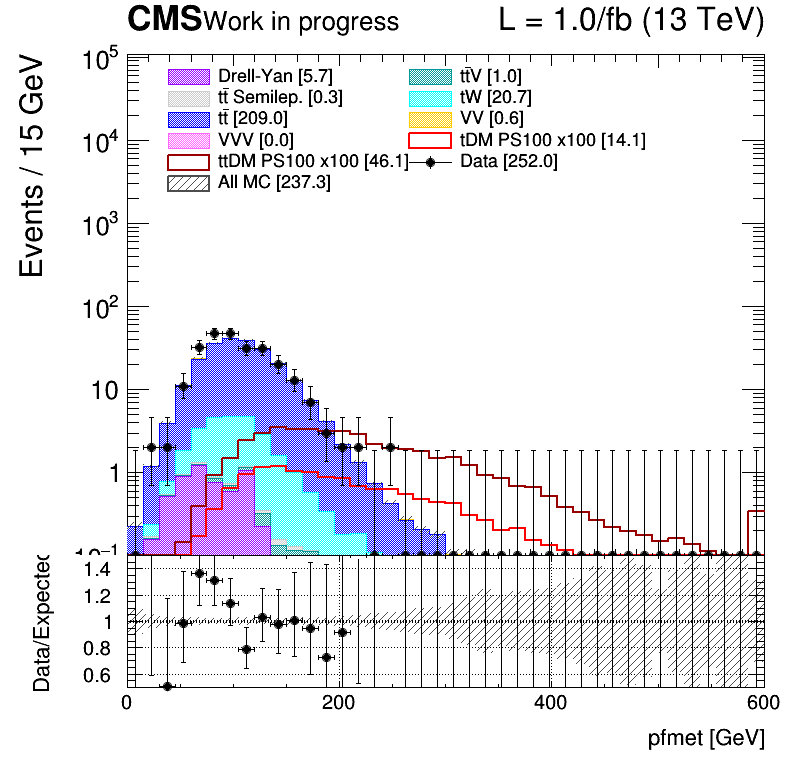 CMS Work in progress L = 1.0/fb (13 TeV)
Events / 15 GeV
10⁵
10⁴
10³
10²
10
1
10⁻¹
Drell-Yan [5.7] tt̄V [1.0]
tt̄ Semilep. [0.3] tW [20.7]
tt̄ [209.0] VV [0.6]
VVV [0.0] tDM PS100 x100 [14.1]
ttDM PS100 x100 [46.1] Data [252.0]
All MC [237.3]
Data/Expected
1.4
1.2
1
0.8
0.6
0 200 400 600
pfmet [GeV]